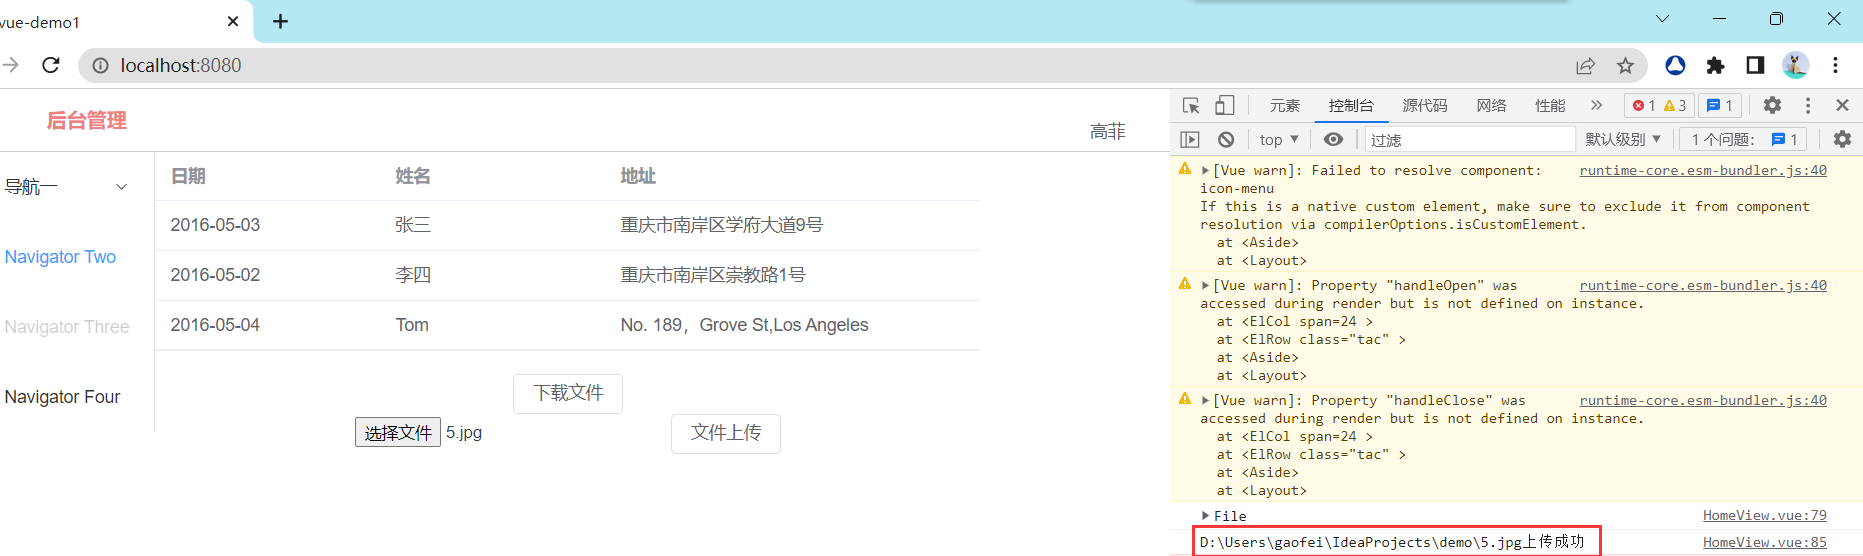 vue-demo1
localhost:8080
后台管理
高菲
导航一
Navigator Two
Navigator Three
Navigator Four
日期 姓名 地址
2016-05-03 张三 重庆市南岸区学府大道9号
2016-05-02 李四 重庆市南岸区崇教路1号
2016-05-04 Tom No. 189，Grove St,Los Angeles
下载文件
选择文件 5.jpg 文件上传
元素 控制台 源代码 网络 性能 » 1 3 1
top 过滤 默认级别 1 个问题: 1
[Vue warn]: Failed to resolve component: runtime-core.esm-bundler.js:40
icon-menu
If this is a native custom element, make sure to exclude it from component
resolution via compilerOptions.isCustomElement.
at <Aside>
at <Layout>
[Vue warn]: Property "handleOpen" was runtime-core.esm-bundler.js:40
accessed during render but is not defined on instance.
at <ElCol span=24 >
at <ElRow class="tac" >
at <Aside>
at <Layout>
[Vue warn]: Property "handleClose" was runtime-core.esm-bundler.js:40
accessed during render but is not defined on instance.
at <ElCol span=24 >
at <ElRow class="tac" >
at <Aside>
at <Layout>
File HomeView.vue:79
D:\Users\gaofei\IdeaProjects\demo\5.jpg上传成功 HomeView.vue:85